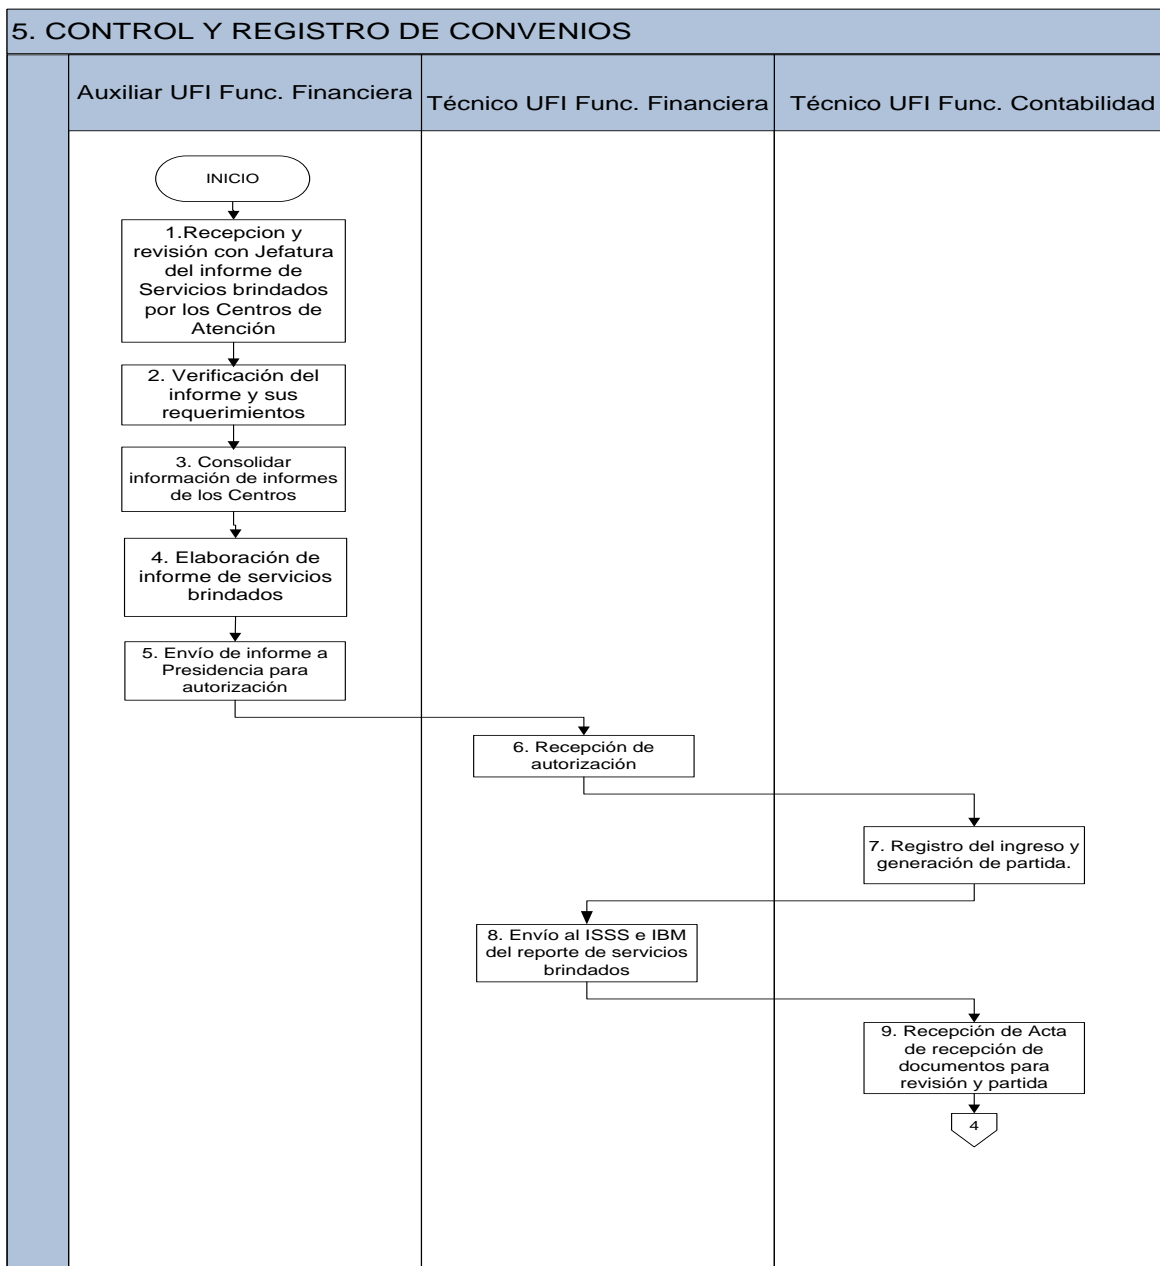 5. CONTROL Y REGISTRO DE CONVENIOS
Auxiliar UFI Func. Financiera
Técnico UFI Func. Financiera
Técnico UFI Func. Contabilidad
INICIO
1.Recepcion y
revisión con Jefatura
del informe de
Servicios brindados
por los Centros de
Atención
2. Verificación del
informe y sus
requerimientos
3. Consolidar
información de informes
de los Centros
4. Elaboración de
informe de servicios
brindados
5. Envío de informe a
Presidencia para
autorización
6. Recepción de
autorización
7. Registro del ingreso y
generación de partida.
8. Envío al ISSS e IBM
del reporte de servicios
brindados
9. Recepción de Acta
de recepción de
documentos para
revisión y partida
4